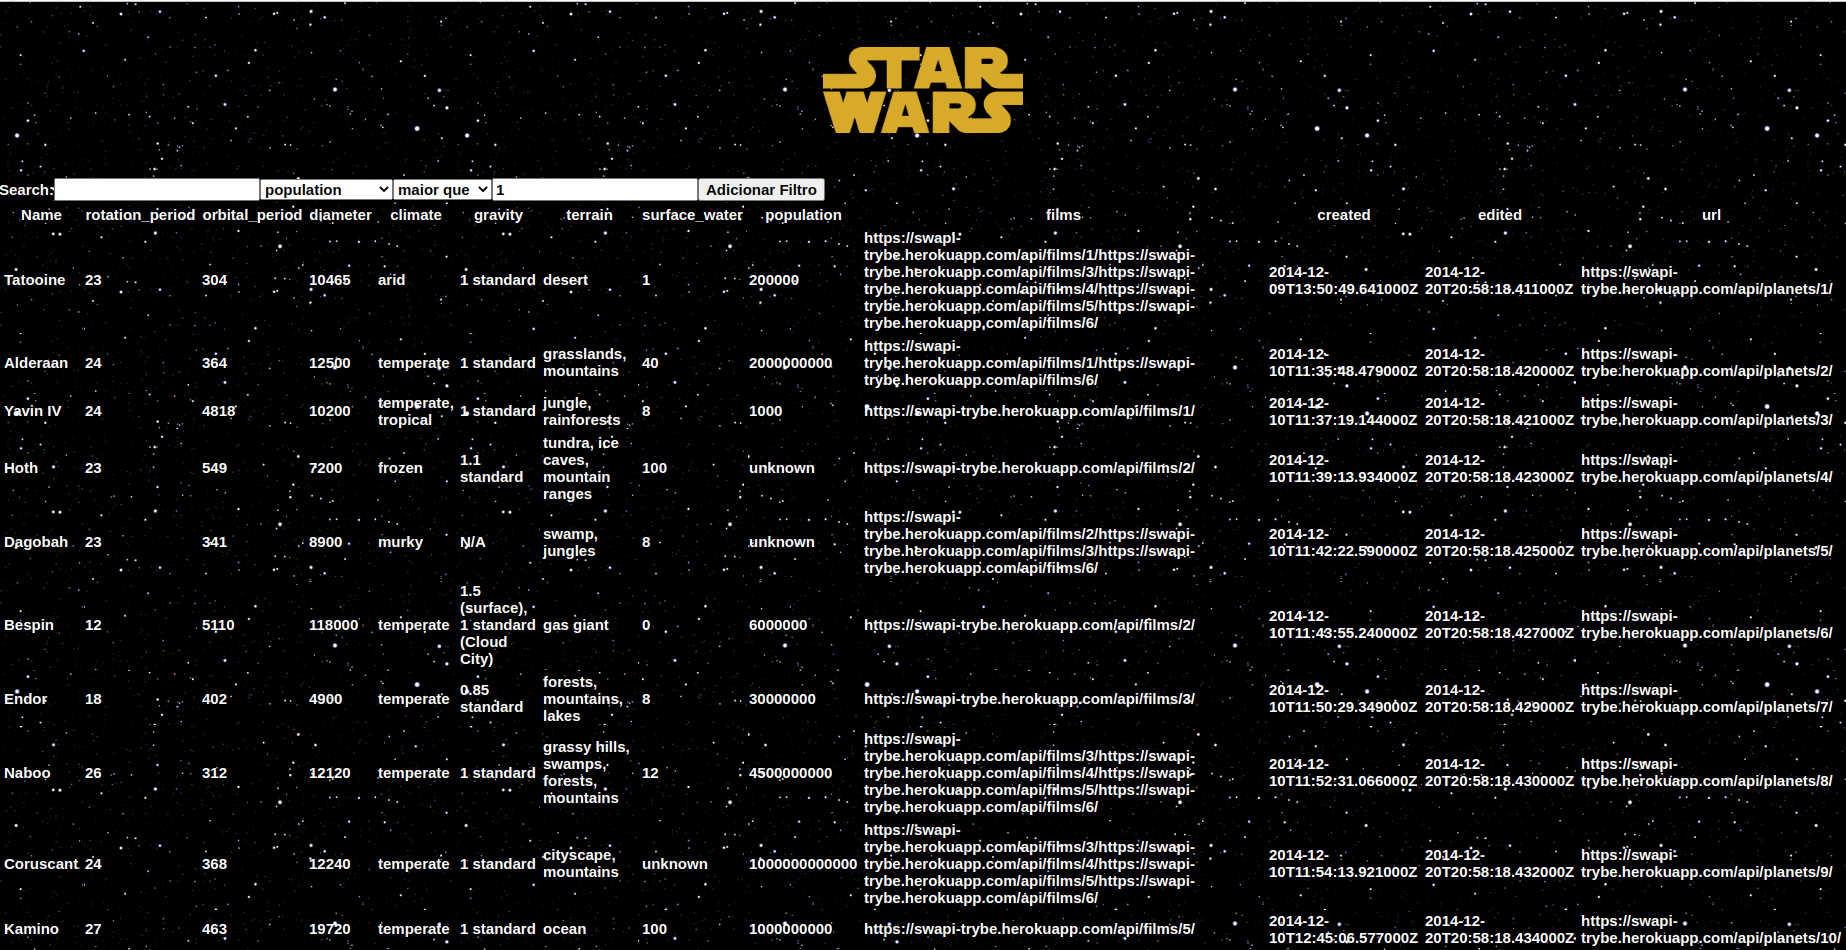 STAR
WARS
Search: population maior que 1 Adicionar Filtro
Name rotation_period orbital_period diameter climate gravity terrain surface_water population films created edited url
Tatooine 23 304 10465 arid 1 standard desert 1 200000 https://swapi-
trybe.herokuapp.com/api/films/1/https://swapi-
trybe.herokuapp.com/api/films/3/https://swapi-
trybe.herokuapp.com/api/films/4/https://swapi-
trybe.herokuapp.com/api/films/5/https://swapi-
trybe.herokuapp.com/api/films/6/ 2014-12-
09T13:50:49.641000Z 2014-12-
20T20:58:18.411000Z https://swapi-
trybe.herokuapp.com/api/planets/1/
Alderaan 24 364 12500 temperate 1 standard grasslands,
mountains 40 2000000000 https://swapi-
trybe.herokuapp.com/api/films/1/https://swapi-
trybe.herokuapp.com/api/films/6/ 2014-12-
10T11:35:48.479000Z 2014-12-
20T20:58:18.420000Z https://swapi-
trybe.herokuapp.com/api/planets/2/
Yavin IV 24 4818 10200 temperate,
tropical 1 standard jungle,
rainforests 8 1000 https://swapi-trybe.herokuapp.com/api/films/1/ 2014-12-
10T11:37:19.144000Z 2014-12-
20T20:58:18.421000Z https://swapi-
trybe.herokuapp.com/api/planets/3/
Hoth 23 549 7200 frozen 1.1
standard tundra, ice
caves,
mountain
ranges 100 unknown https://swapi-trybe.herokuapp.com/api/films/2/ 2014-12-
10T11:39:13.934000Z 2014-12-
20T20:58:18.423000Z https://swapi-
trybe.herokuapp.com/api/planets/4/
Dagobah 23 341 8900 murky N/A swamp,
jungles 8 unknown https://swapi-
trybe.herokuapp.com/api/films/2/https://swapi-
trybe.herokuapp.com/api/films/3/https://swapi-
trybe.herokuapp.com/api/films/6/ 2014-12-
10T11:42:22.590000Z 2014-12-
20T20:58:18.425000Z https://swapi-
trybe.herokuapp.com/api/planets/5/
Bespin 12 5110 118000 temperate 1.5
(surface),
1 standard
(Cloud
City) gas giant 0 6000000 https://swapi-trybe.herokuapp.com/api/films/2/ 2014-12-
10T11:43:55.240000Z 2014-12-
20T20:58:18.427000Z https://swapi-
trybe.herokuapp.com/api/planets/6/
Endor 18 402 4900 temperate 0.85
standard forests,
mountains,
lakes 8 30000000 https://swapi-trybe.herokuapp.com/api/films/3/ 2014-12-
10T11:50:29.349000Z 2014-12-
20T20:58:18.429000Z https://swapi-
trybe.herokuapp.com/api/planets/7/
Naboo 26 312 12120 temperate 1 standard grassy hills,
swamps,
forests,
mountains 12 4500000000 https://swapi-
trybe.herokuapp.com/api/films/3/https://swapi-
trybe.herokuapp.com/api/films/4/https://swapi-
trybe.herokuapp.com/api/films/5/https://swapi-
trybe.herokuapp.com/api/films/6/ 2014-12-
10T11:52:31.066000Z 2014-12-
20T20:58:18.430000Z https://swapi-
trybe.herokuapp.com/api/planets/8/
Coruscant 24 368 12240 temperate 1 standard cityscape,
mountains unknown 1000000000000 https://swapi-
trybe.herokuapp.com/api/films/3/https://swapi-
trybe.herokuapp.com/api/films/4/https://swapi-
trybe.herokuapp.com/api/films/5/https://swapi-
trybe.herokuapp.com/api/films/6/ 2014-12-
10T11:54:13.921000Z 2014-12-
20T20:58:18.432000Z https://swapi-
trybe.herokuapp.com/api/planets/9/
Kamino 27 463 19720 temperate 1 standard ocean 100 1000000000 https://swapi-trybe.herokuapp.com/api/films/5/ 2014-12-
10T12:45:06.577000Z 2014-12-
20T20:58:18.434000Z https://swapi-
trybe.herokuapp.com/api/planets/10/